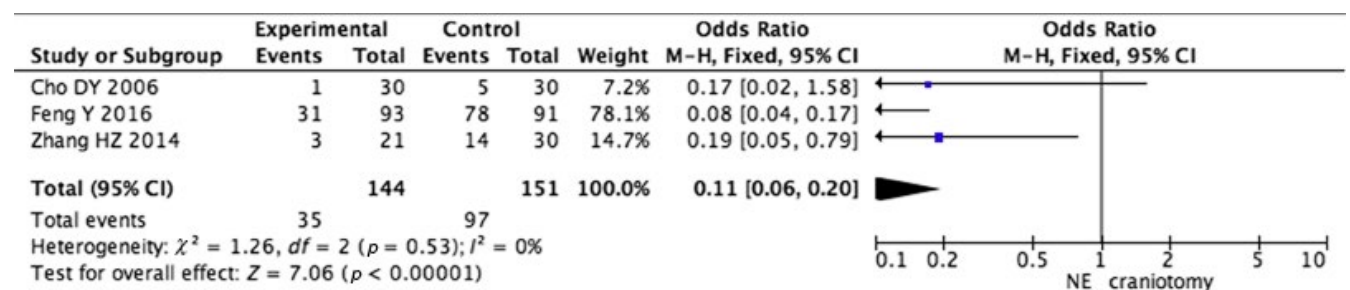 Experimental Control Odds Ratio Odds Ratio
Study or Subgroup Events Total Events Total Weight M-H, Fixed, 95% CI M-H, Fixed, 95% CI
Cho DY 2006 1 30 5 30 7.2% 0.17 [0.02, 1.58]
Feng Y 2016 31 93 78 91 78.1% 0.08 [0.04, 0.17]
Zhang HZ 2014 3 21 14 30 14.7% 0.19 [0.05, 0.79]
Total (95% CI) 144 151 100.0% 0.11 [0.06, 0.20]
Total events 35 97
Heterogeneity: χ² = 1.26, df = 2 (p = 0.53); I² = 0%
Test for overall effect: Z = 7.06 (p < 0.00001)
0.1 0.2 0.5 1 2 5 10
NE craniotomy